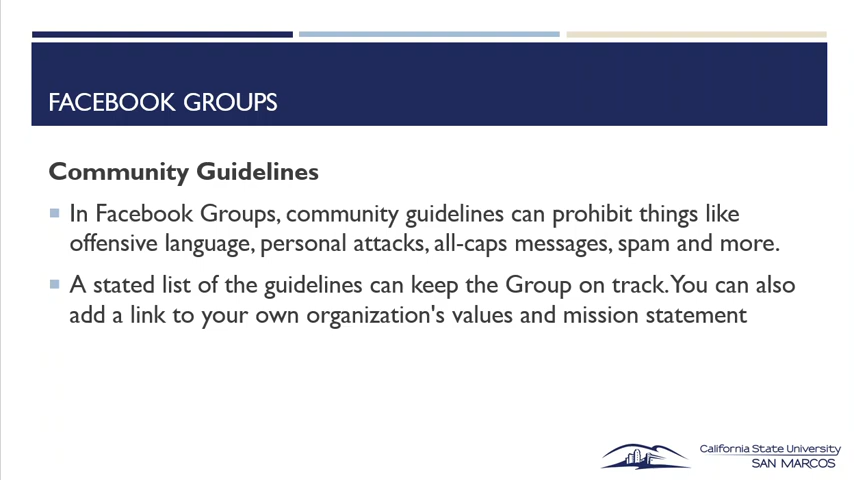 FACEBOOK GROUPS
Community Guidelines
In Facebook Groups, community guidelines can prohibit things like
offensive language, personal attacks, all-caps messages, spam and more.
A stated list of the guidelines can keep the Group on track. You can also
add a link to your own organization's values and mission statement
California State University
SAN MARCOS